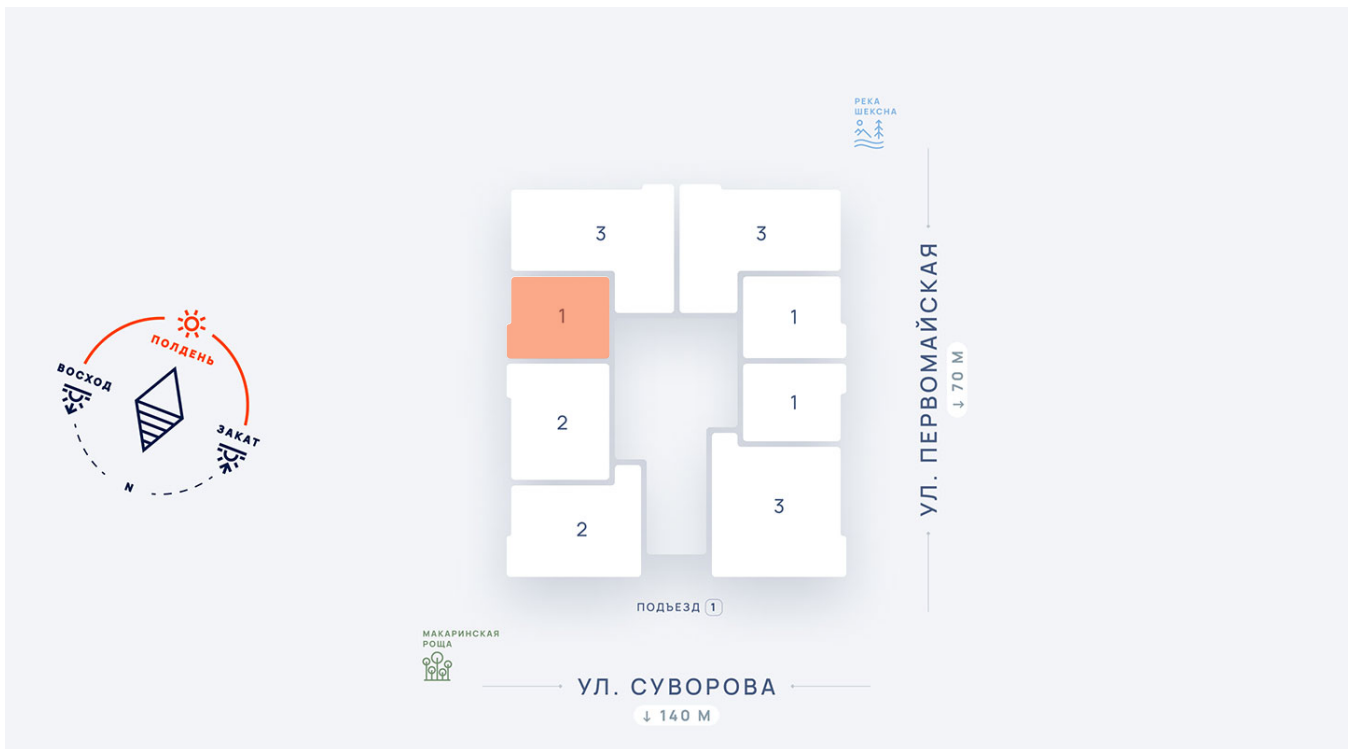 РЕКА
ШЕКСНА
3
3
1
1
УЛ. ПЕРВОМАЙСКАЯ
↓ 70 М
ПОЛДЕНЬ
ВОСХОД
ЗАКАТ
N
2
1
2
3
ПОДЪЕЗД 1
МАКАРИНСКАЯ
РОЩА
УЛ. СУВОРОВА
↓ 140 М